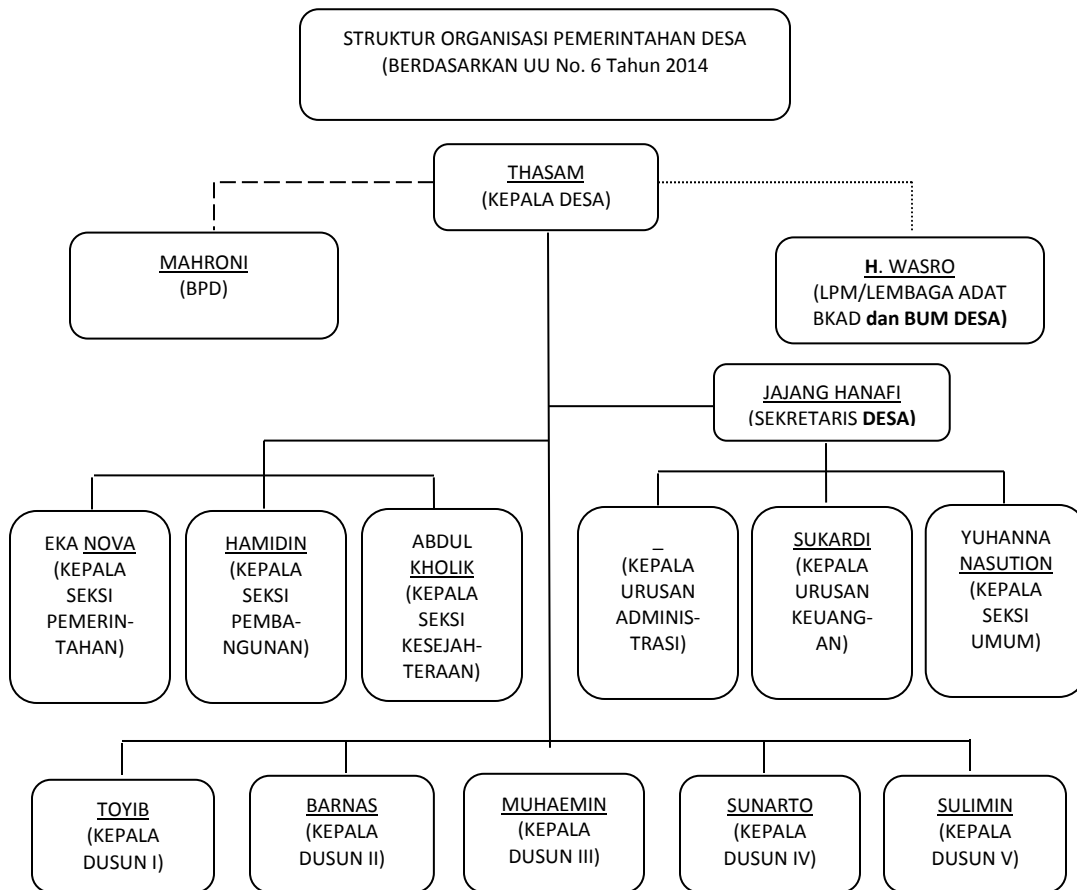 STRUKTUR ORGANISASI PEMERINTAHAN DESA
(BERDASARKAN UU No. 6 Tahun 2014
THASAM
(KEPALA DESA)
MAHRONI
(BPD)
H. WASRO
(LPM/LEMBAGA ADAT
BKAD dan BUM DESA)
JAJANG HANAFI
(SEKRETARIS DESA)
EKA NOVA
(KEPALA
SEKSI
PEMERIN-
TAHAN)
HAMIDIN
(KEPALA
SEKSI
PEMBA-
NGUNAN)
ABDUL
KHOLIK
(KEPALA
SEKSI
KESEJAH-
TERAAN)
_
(KEPALA
URUSAN
ADMINIS-
TRASI)
SUKARDI
(KEPALA
URUSAN
KEUANG-
AN)
YUHANNA
NASUTION
(KEPALA
SEKSI
UMUM)
TOYIB
(KEPALA
DUSUN I)
BARNAS
(KEPALA
DUSUN II)
MUHAEMIN
(KEPALA
DUSUN III)
SUNARTO
(KEPALA
DUSUN IV)
SULIMIN
(KEPALA
DUSUN V)